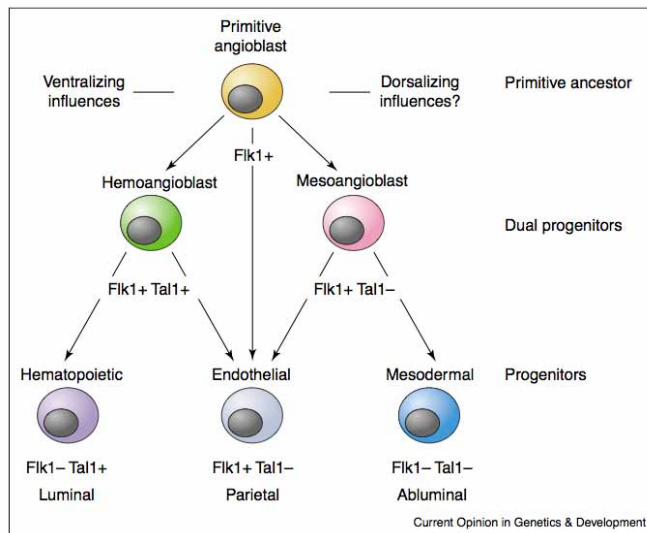 Primitive
angioblast
Ventralizing
influences
Dorsalizing
influences?
Primitive ancestor
Flk1+
Hemoangioblast
Mesoangioblast
Dual progenitors
Flk1+ Tal1+
Flk1+ Tal1–
Hematopoietic
Endothelial
Mesodermal
Progenitors
Flk1– Tal1+
Flk1+ Tal1–
Flk1– Tal1–
Luminal
Parietal
Abluminal
Current Opinion in Genetics & Development